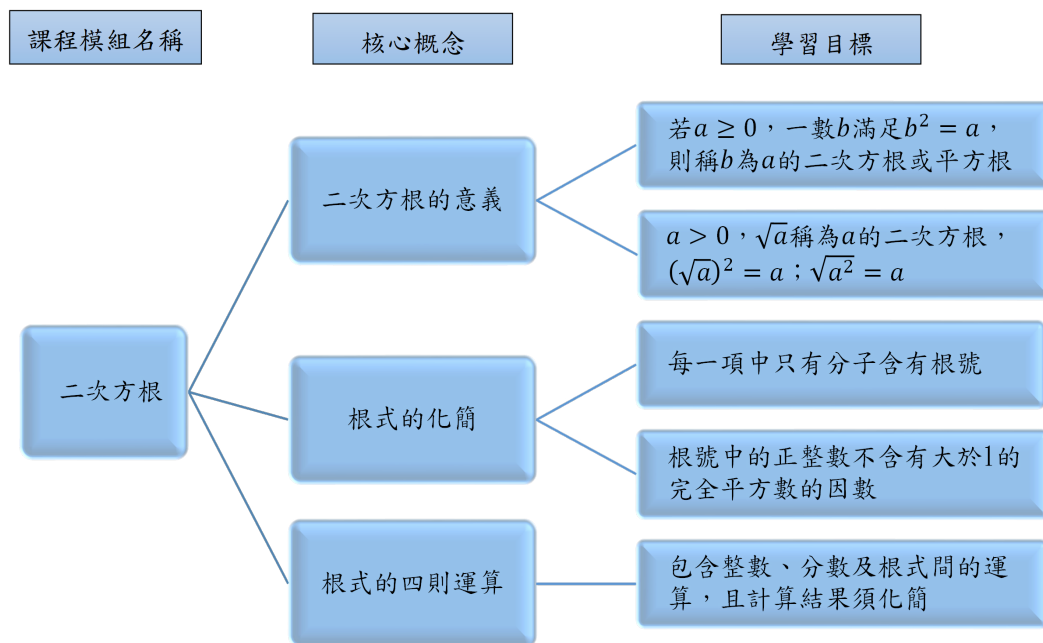 課程模組名稱
核心概念
學習目標
二次方根
二次方根的意義
若a ≥ 0，一數b滿足b² = a，
則稱b為a的二次方根或平方根
a > 0，√a稱為a的二次方根，
(√a)² = a；√a² = a
根式的化簡
每一項中只有分子含有根號
根號中的正整數不含有大於1的
完全平方數的因數
根式的四則運算
包含整數、分數及根式間的運
算，且計算結果須化簡